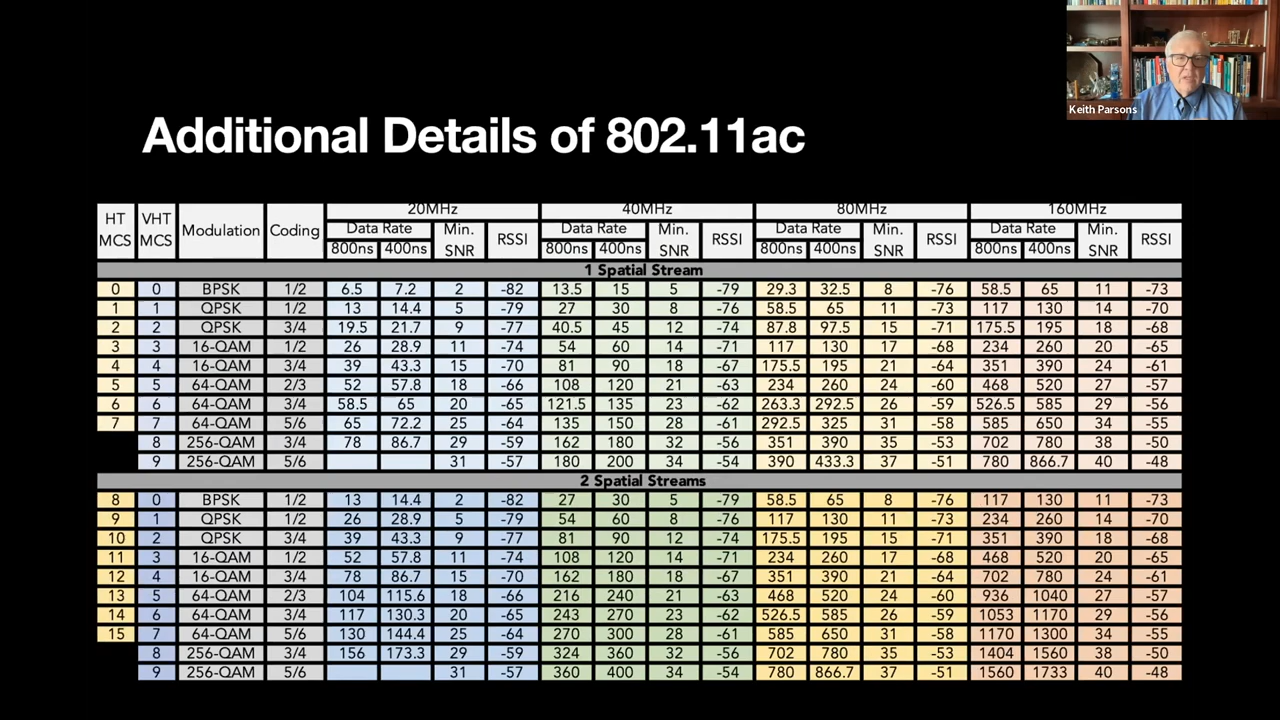 Keith Parsons
Additional Details of 802.11ac
HT MCS VHT MCS Modulation Coding 20MHz 40MHz 80MHz 160MHz
Data Rate Min. SNR RSSI Data Rate Min. SNR RSSI Data Rate Min. SNR RSSI Data Rate Min. SNR RSSI
800ns 400ns 800ns 400ns 800ns 400ns 800ns 400ns
1 Spatial Stream
0 0 BPSK 1/2 6.5 7.2 2 -82 13.5 15 5 -79 29.3 32.5 8 -76 58.5 65 11 -73
1 1 QPSK 1/2 13 14.4 5 -79 27 30 8 -76 58.5 65 11 -73 117 130 14 -70
2 2 QPSK 3/4 19.5 21.7 9 -77 40.5 45 12 -74 87.8 97.5 15 -71 175.5 195 18 -68
3 3 16-QAM 1/2 26 28.9 11 -74 54 60 14 -71 117 130 17 -68 234 260 20 -65
4 4 16-QAM 3/4 39 43.3 15 -70 81 90 18 -67 175.5 195 21 -64 351 390 24 -61
5 5 64-QAM 2/3 52 57.8 18 -66 108 120 21 -63 234 260 24 -60 468 520 27 -57
6 6 64-QAM 3/4 58.5 65 20 -65 121.5 135 23 -62 263.3 292.5 26 -59 526.5 585 29 -56
7 7 64-QAM 5/6 65 72.2 25 -64 135 150 28 -61 292.5 325 31 -58 585 650 34 -55
8 256-QAM 3/4 78 86.7 29 -59 162 180 32 -56 351 390 35 -53 702 780 38 -50
9 256-QAM 5/6 31 -57 180 200 34 -54 390 433.3 37 -51 780 866.7 40 -48
2 Spatial Streams
8 0 BPSK 1/2 13 14.4 2 -82 27 30 5 -79 58.5 65 8 -76 117 130 11 -73
9 1 QPSK 1/2 26 28.9 5 -79 54 60 8 -76 117 130 11 -73 234 260 14 -70
10 2 QPSK 3/4 39 43.3 9 -77 81 90 12 -74 175.5 195 15 -71 351 390 18 -68
11 3 16-QAM 1/2 52 57.8 11 -74 108 120 14 -71 234 260 17 -68 468 520 20 -65
12 4 16-QAM 3/4 78 86.7 15 -70 162 180 18 -67 351 390 21 -64 702 780 24 -61
13 5 64-QAM 2/3 104 115.6 18 -66 216 240 21 -63 468 520 24 -60 936 1040 27 -57
14 6 64-QAM 3/4 117 130.3 20 -65 243 270 23 -62 526.5 585 26 -59 1053 1170 29 -56
15 7 64-QAM 5/6 130 144.4 25 -64 270 300 28 -61 585 650 31 -58 1170 1300 34 -55
8 256-QAM 3/4 156 173.3 29 -59 324 360 32 -56 702 780 35 -53 1404 1560 38 -50
9 256-QAM 5/6 31 -57 360 400 34 -54 780 866.7 37 -51 1560 1733 40 -48